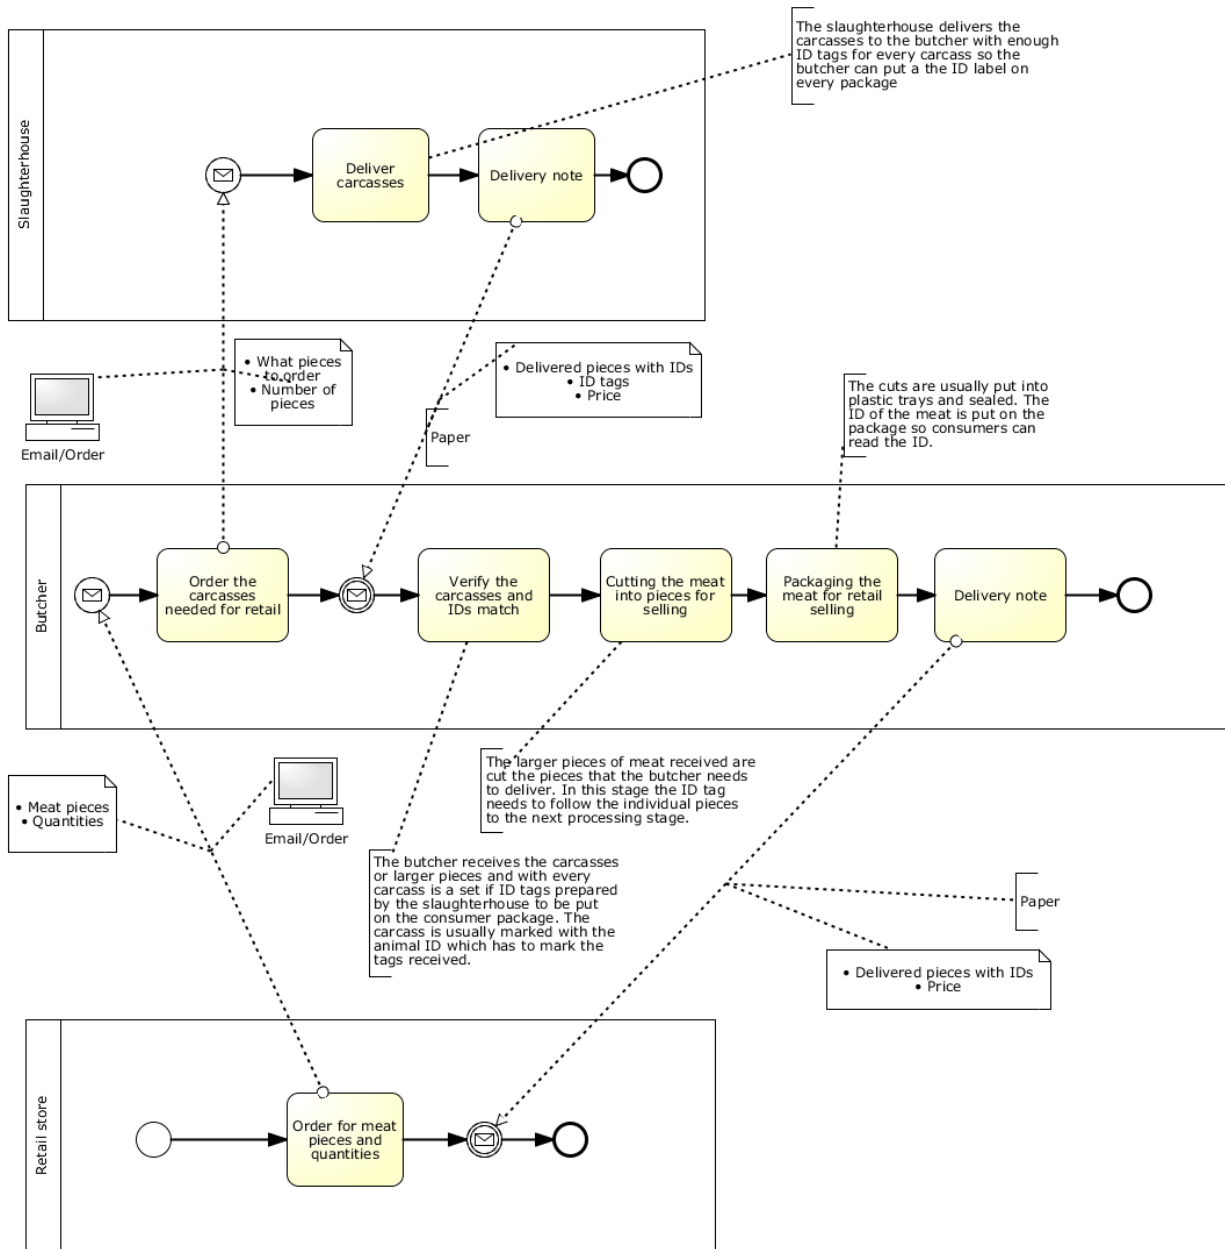 The slaughterhouse delivers the
carcasses to the butcher with enough
ID tags for every carcass so the
butcher can put a the ID label on
every package
Slaughterhouse
Deliver
carcasses
Delivery note
• What pieces
to order
• Number of
pieces
Email/Order
• Delivered pieces with IDs
• ID tags
• Price
Paper
The cuts are usually put into
plastic trays and sealed. The
ID of the meat is put on the
package so consumers can
read the ID.
Butcher
Order the
carcasses
needed for retail
Verify the
carcasses and
IDs match
Cutting the meat
into pieces for
selling
Packaging the
meat for retail
selling
Delivery note
• Meat pieces
• Quantities
Email/Order
The larger pieces of meat received are
cut the pieces that the butcher needs
to deliver. In this stage the ID tag
needs to follow the individual pieces
to the next processing stage.
The butcher receives the carcasses
or larger pieces and with every
carcass is a set if ID tags prepared
by the slaughterhouse to be put
on the consumer package. The
carcass is usually marked with the
animal ID which has to mark the
tags received.
Paper
• Delivered pieces with IDs
• Price
Retail store
Order for meat
pieces and
quantities